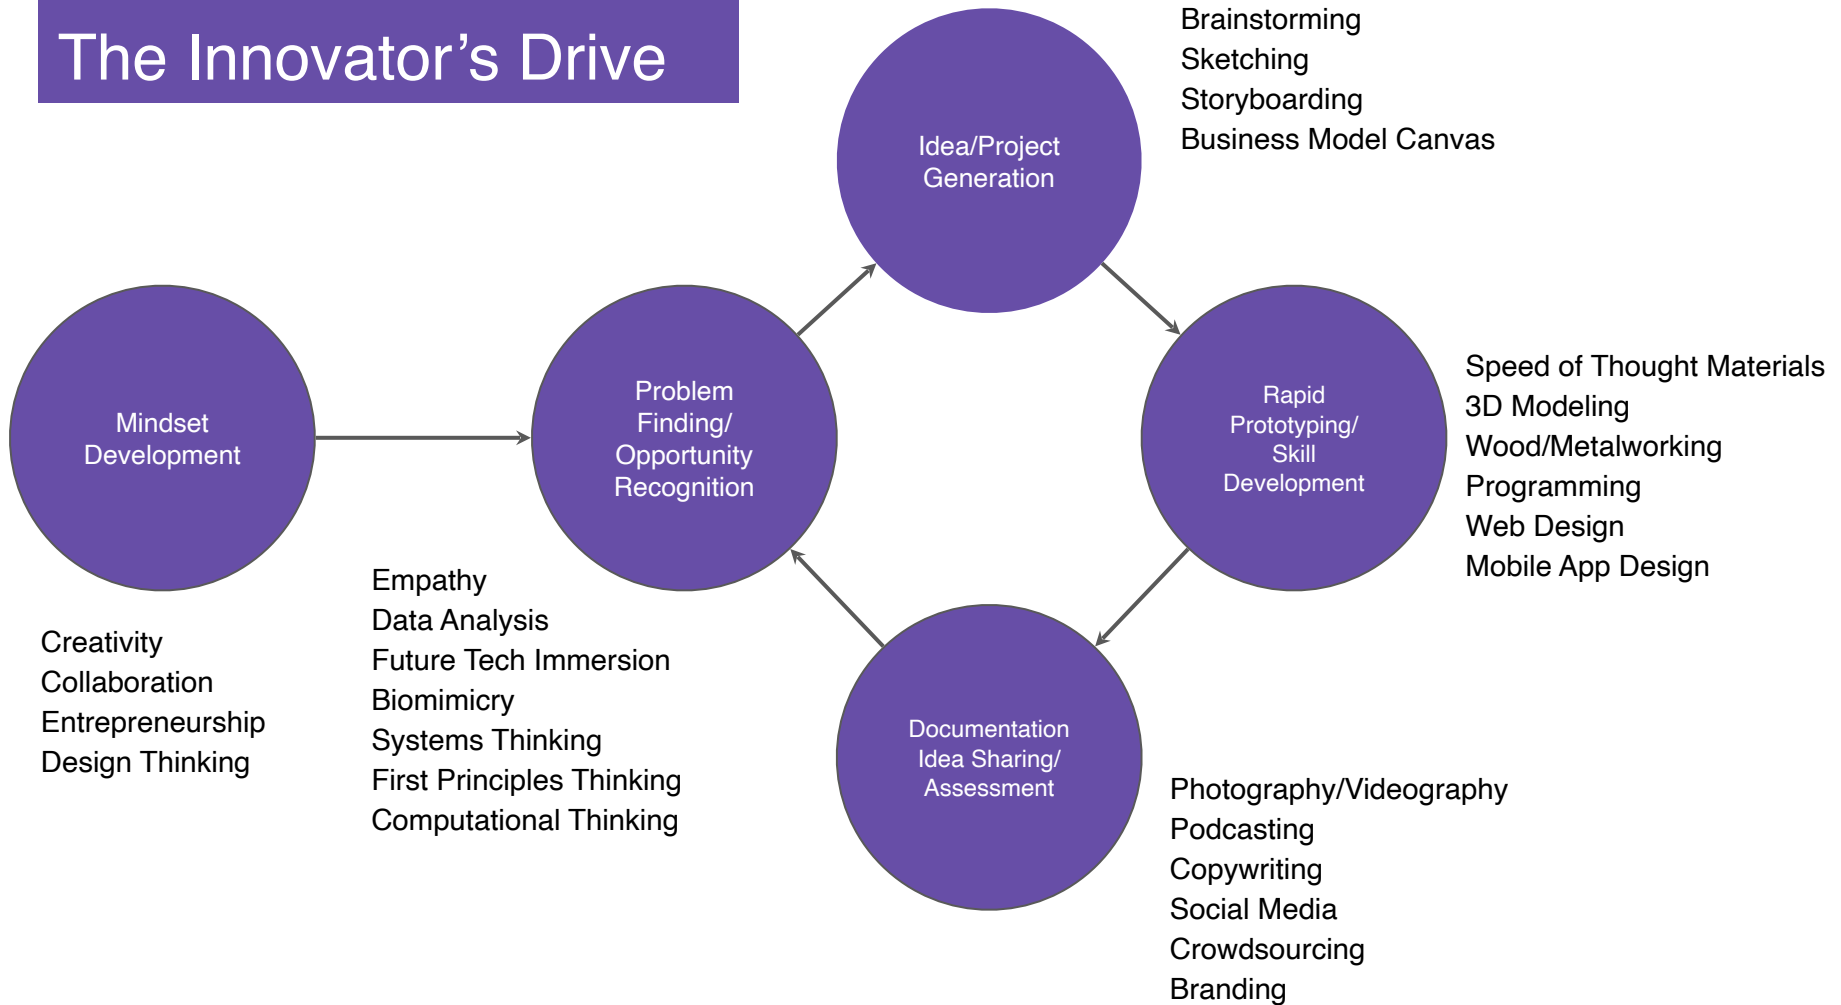 The Innovator's Drive
Idea/Project
Generation
Brainstorming
Sketching
Storyboarding
Business Model Canvas
Mindset
Development
Creativity
Collaboration
Entrepreneurship
Design Thinking
Problem
Finding/
Opportunity
Recognition
Empathy
Data Analysis
Future Tech Immersion
Biomimicry
Systems Thinking
First Principles Thinking
Computational Thinking
Rapid
Prototyping/
Skill
Development
Speed of Thought Materials
3D Modeling
Wood/Metalworking
Programming
Web Design
Mobile App Design
Documentation
Idea Sharing/
Assessment
Photography/Videography
Podcasting
Copywriting
Social Media
Crowdsourcing
Branding